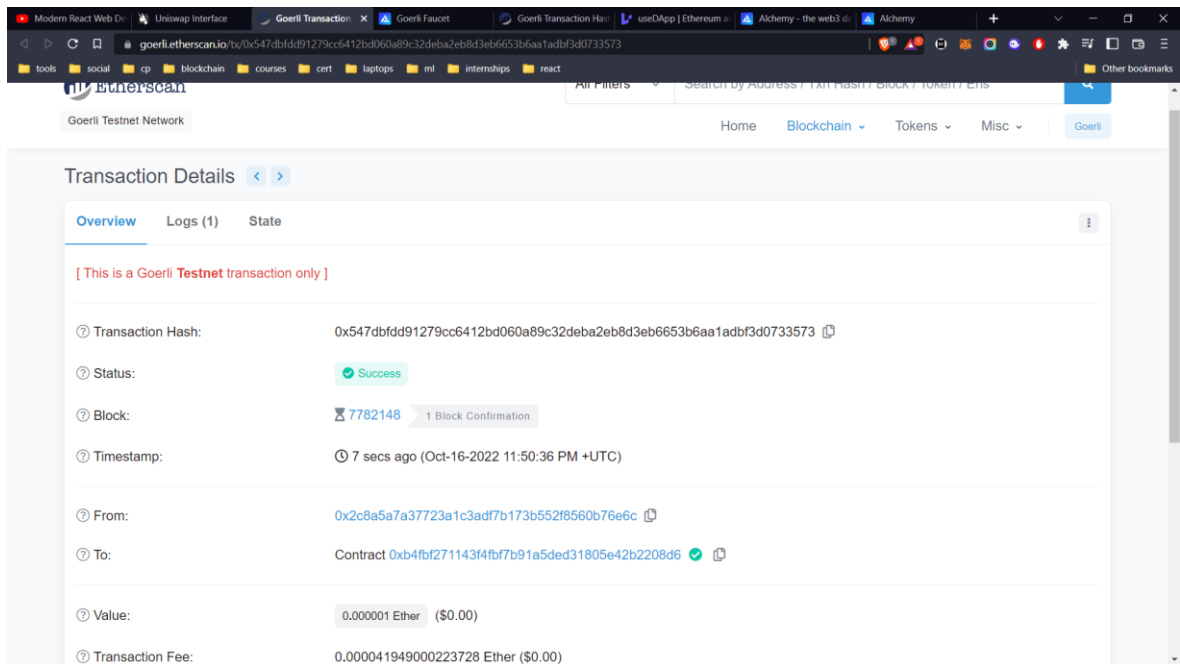 Modern React Web De Uniswap Interface Goerli Transaction Goerli Faucet Goerli Transaction Has useDApp | Ethereum a Alchemy - the web3 d Alchemy
goerli.etherscan.io/tx/0x547dbfdd91279cc6412bd060a89c32deba2eb8d3eb6653b6aa1adbf3d0733573
tools social cp blockchain courses cert laptops ml internships react Other bookmarks
Etherscan All Filters Search by Address / Txn Hash / Block / Token / Ens
Goerli Testnet Network Home Blockchain Tokens Misc Goerli
Transaction Details
Overview Logs (1) State
[ This is a Goerli Testnet transaction only ]
Transaction Hash: 0x547dbfdd91279cc6412bd060a89c32deba2eb8d3eb6653b6aa1adbf3d0733573
Status: Success
Block: 7782148 1 Block Confirmation
Timestamp: 7 secs ago (Oct-16-2022 11:50:36 PM +UTC)
From: 0x2c8a5a7a37723a1c3adf7b173b552f8560b76e6c
To: Contract 0xb4fbf271143f4fbf7b91a5ded31805e42b2208d6
Value: 0.000001 Ether ($0.00)
Transaction Fee: 0.000041949000223728 Ether ($0.00)